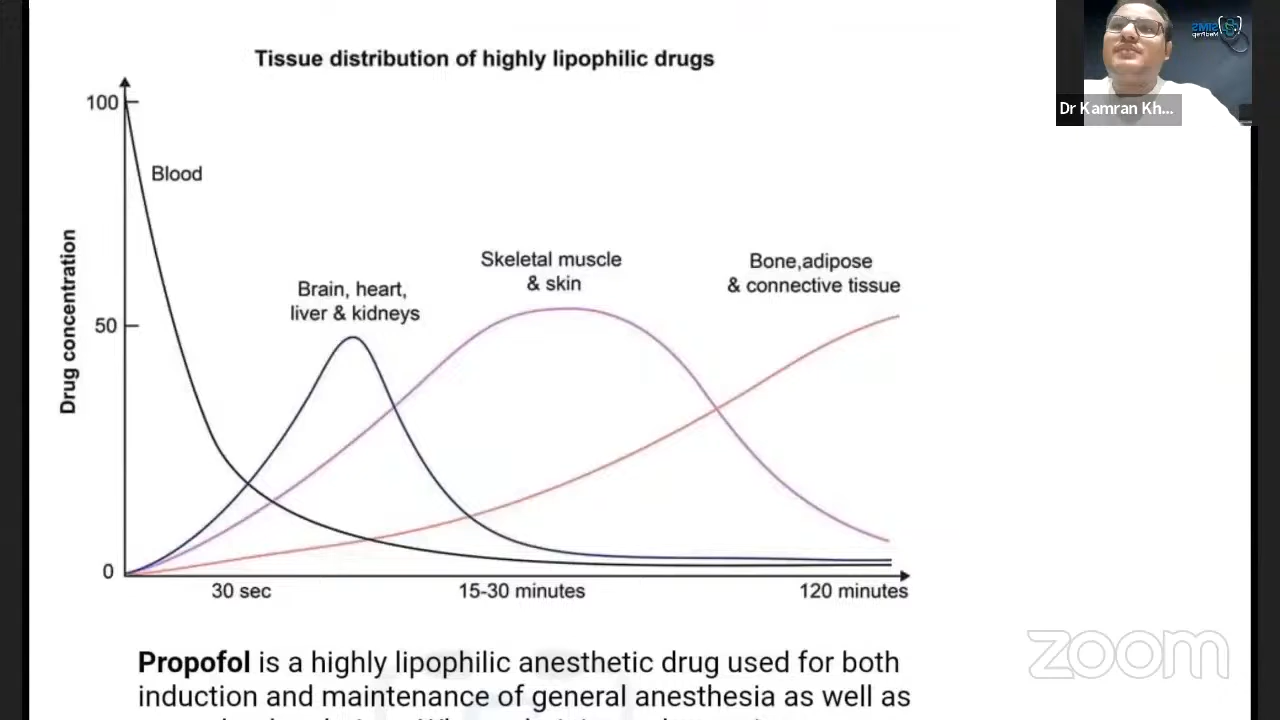 Tissue distribution of highly lipophilic drugs
Dr Kamran Kh...
100
Blood
Drug concentration
Skeletal muscle
& skin
Bone,adipose
& connective tissue
Brain, heart,
liver & kidneys
50
0
30 sec
15-30 minutes
120 minutes
zoom
Propofol is a highly lipophilic anesthetic drug used for both
induction and maintenance of general anesthesia as well as